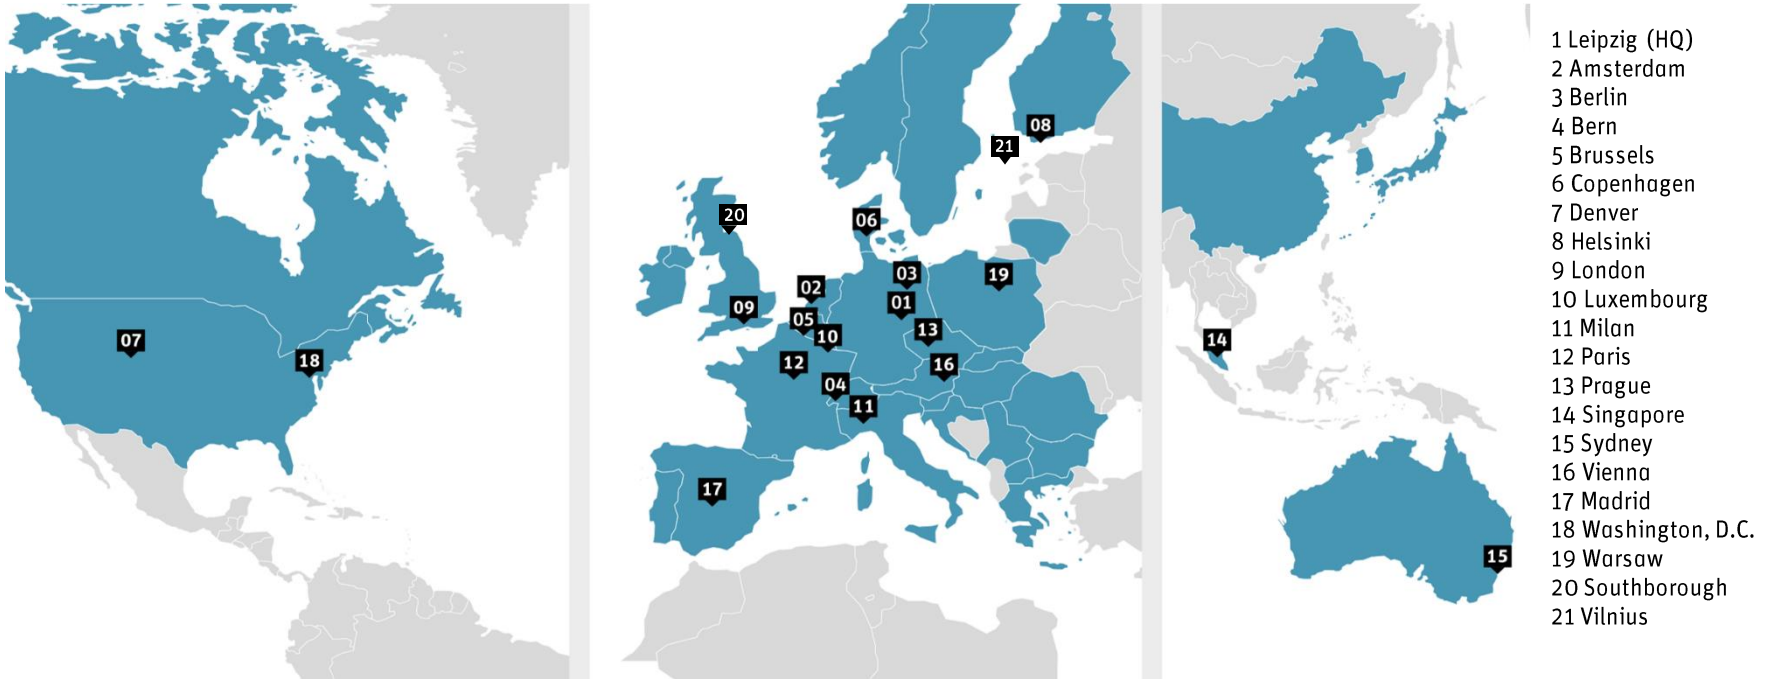 08
21
20
06
03
19
02
01
09
05
13
10
07
14
18
12
16
04
11
17
15
1 Leipzig (HQ)
2 Amsterdam
3 Berlin
4 Bern
5 Brussels
6 Copenhagen
7 Denver
8 Helsinki
9 London
10 Luxembourg
11 Milan
12 Paris
13 Prague
14 Singapore
15 Sydney
16 Vienna
17 Madrid
18 Washington, D.C.
19 Warsaw
20 Southborough
21 Vilnius